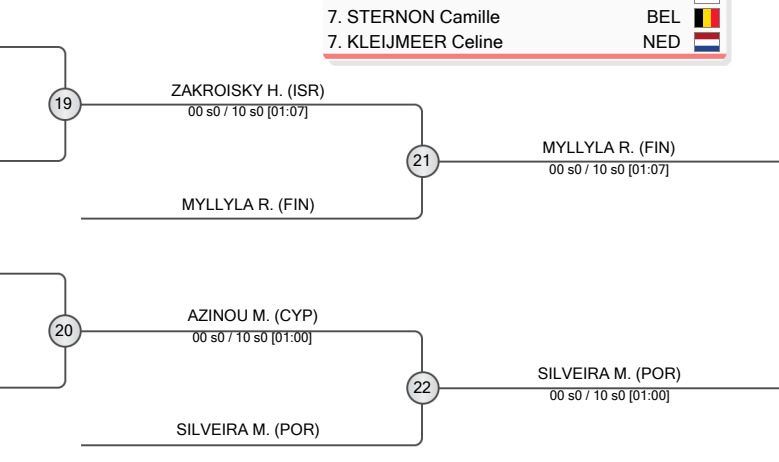 7. STERNON Camille BEL
7. KLEIJMEER Celine NED
19
ZAKROISKY H. (ISR)
00 s0 / 10 s0 [01:07]
21
MYLLYLA R. (FIN)
00 s0 / 10 s0 [01:07]
MYLLYLA R. (FIN)
20
AZINOU M. (CYP)
00 s0 / 10 s0 [01:00]
22
SILVEIRA M. (POR)
00 s0 / 10 s0 [01:00]
SILVEIRA M. (POR)